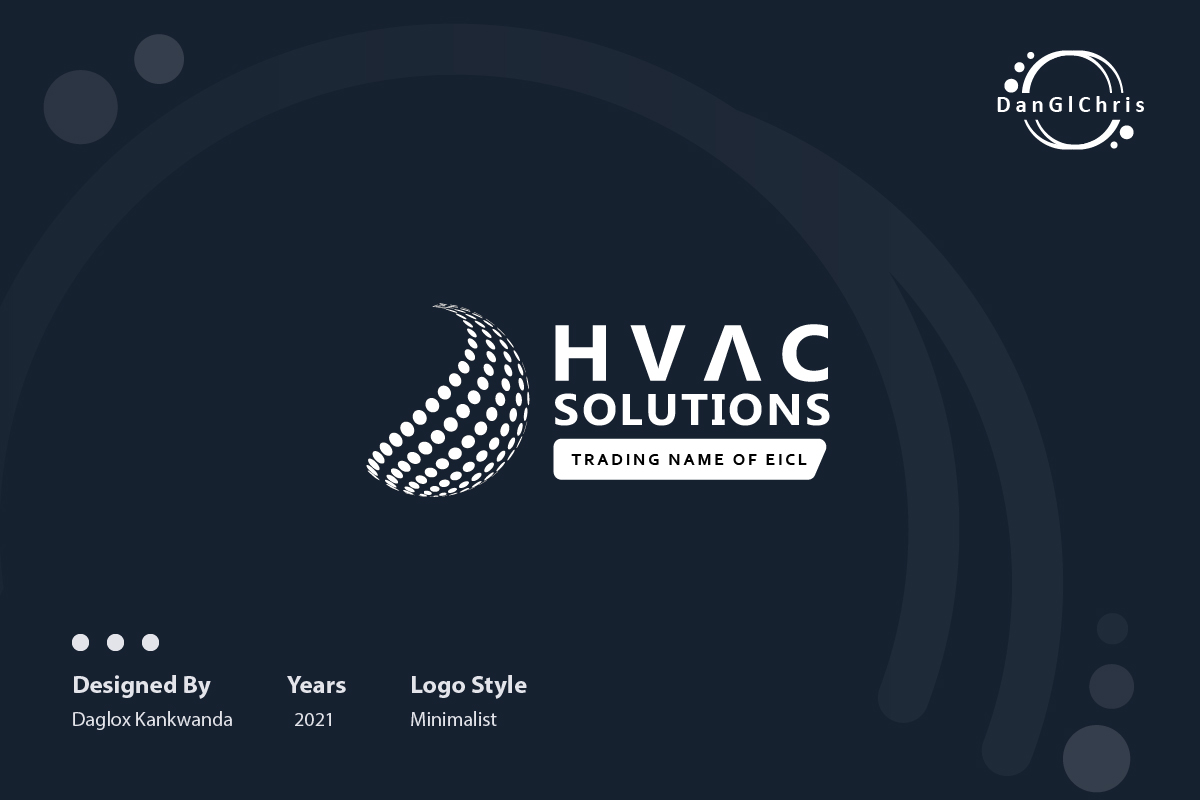 DanGlChris
HVAC
SOLUTIONS
TRADING NAME OF EICL
Designed By Years Logo Style
Daglox Kankwanda 2021 Minimalist